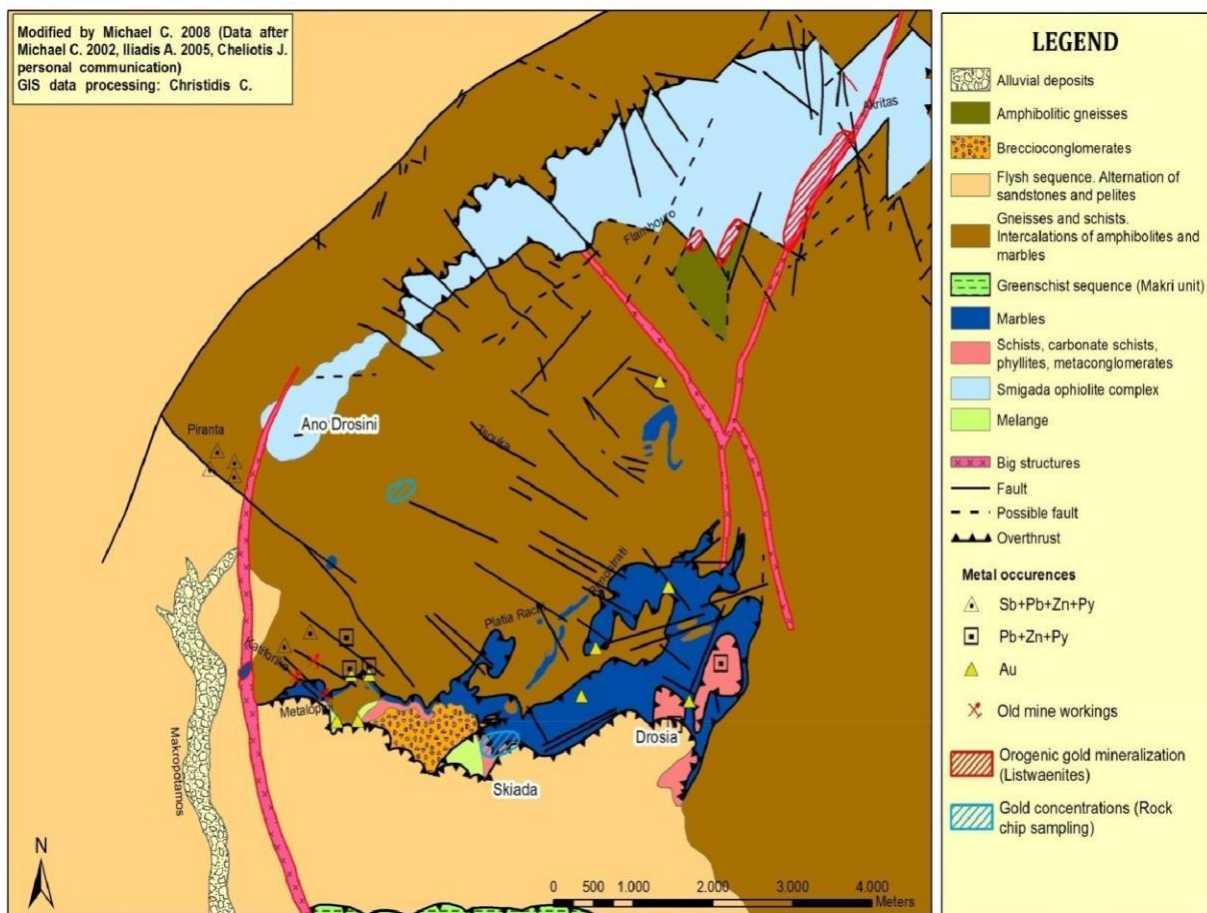 Modified by Michael C. 2008 (Data after
Michael C. 2002, Iliadis A. 2005, Cheliotis J.
personal communication)
GIS data processing: Christidis C.
Akritas
Flambouro
Ano Drosini
Piranta
Tsouka
Platia Rachi
Katifonia
Metalopi
Makropotamos
Skiada
Drosia
N
0 500 1.000 2.000 3.000 4.000
Meters
LEGEND
Alluvial deposits
Amphibolitic gneisses
Breccioconglomerates
Flysh sequence. Alternation of
sandstones and pelites
Gneisses and schists.
Intercalations of amphibolites and
marbles
Greenschist sequence (Makri unit)
Marbles
Schists, carbonate schists,
phyllites, metaconglomerates
Smigada ophiolite complex
Melange
Big structures
Fault
Possible fault
Overthrust
Metal occurences
Sb+Pb+Zn+Py
Pb+Zn+Py
Au
Old mine workings
Orogenic gold mineralization
(Listwaenites)
Gold concentrations (Rock
chip sampling)